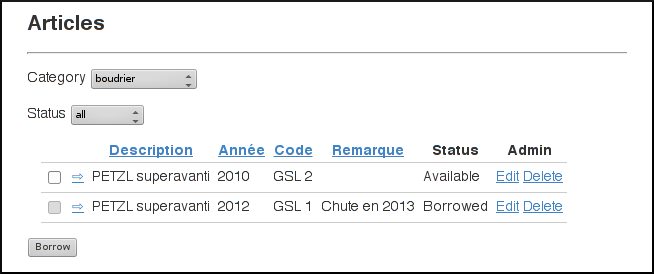 Articles
Category boudrier
Status all
Description Année Code Remarque Status Admin
⇨ PETZL superavanti 2010 GSL 2 Available Edit Delete
⇨ PETZL superavanti 2012 GSL 1 Chute en 2013 Borrowed Edit Delete
Borrow